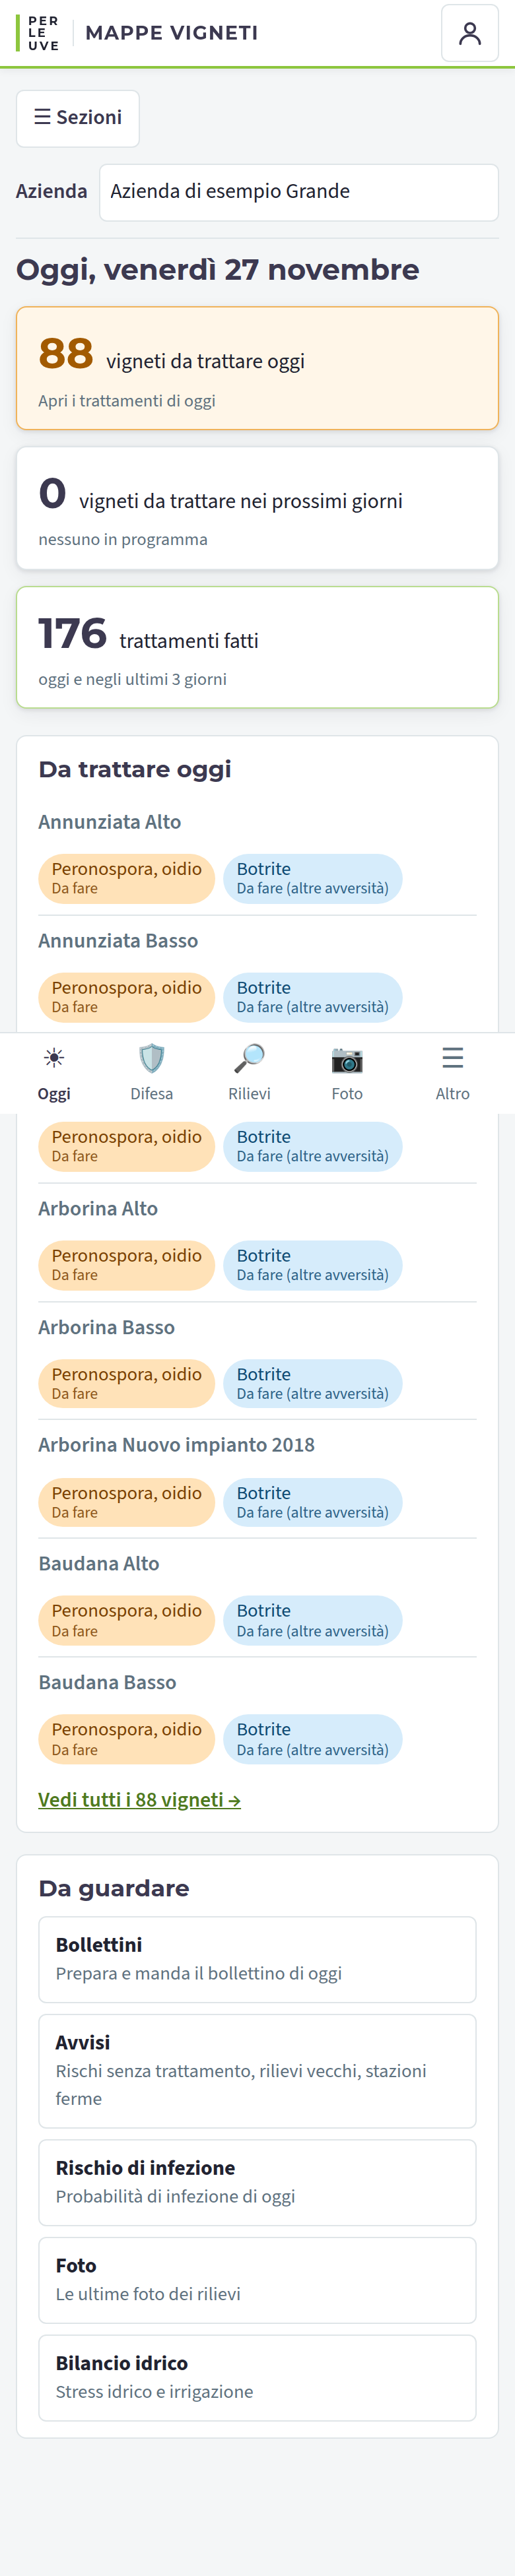 PER
LE
UVE
MAPPE VIGNETI
☰ Sezioni
Azienda
Azienda di esempio Grande
Oggi, venerdì 27 novembre
88 vigneti da trattare oggi
Apri i trattamenti di oggi
0 vigneti da trattare nei prossimi giorni
nessuno in programma
176 trattamenti fatti
oggi e negli ultimi 3 giorni
Da trattare oggi
Annunziata Alto
Peronospora, oidio
Da fare
Botrite
Da fare (altre avversità)
Annunziata Basso
Peronospora, oidio
Da fare
Botrite
Da fare (altre avversità)
Oggi
Difesa
Rilievi
Foto
Altro
Peronospora, oidio
Da fare
Botrite
Da fare (altre avversità)
Arborina Alto
Peronospora, oidio
Da fare
Botrite
Da fare (altre avversità)
Arborina Basso
Peronospora, oidio
Da fare
Botrite
Da fare (altre avversità)
Arborina Nuovo impianto 2018
Peronospora, oidio
Da fare
Botrite
Da fare (altre avversità)
Baudana Alto
Peronospora, oidio
Da fare
Botrite
Da fare (altre avversità)
Baudana Basso
Peronospora, oidio
Da fare
Botrite
Da fare (altre avversità)
Vedi tutti i 88 vigneti →
Da guardare
Bollettini
Prepara e manda il bollettino di oggi
Avvisi
Rischi senza trattamento, rilievi vecchi, stazioni
ferme
Rischio di infezione
Probabilità di infezione di oggi
Foto
Le ultime foto dei rilievi
Bilancio idrico
Stress idrico e irrigazione